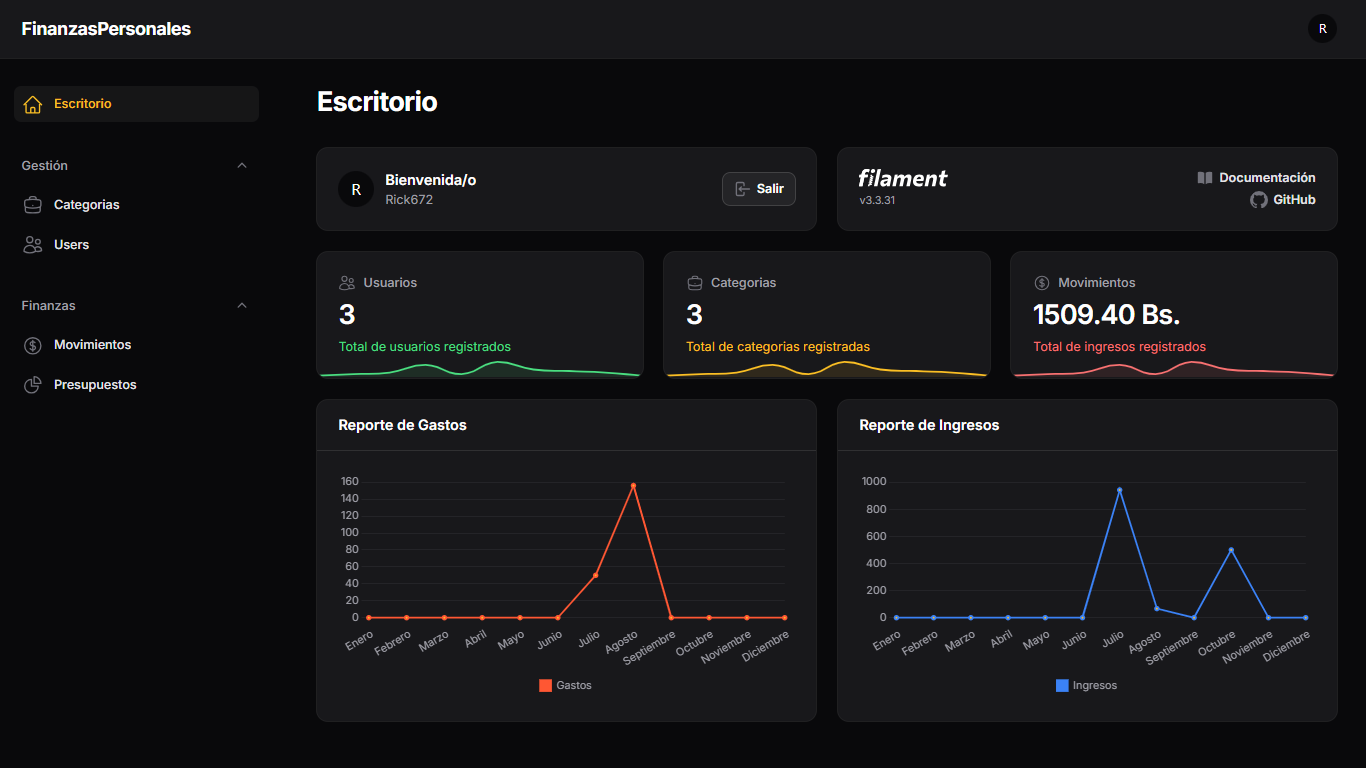 FinanzasPersonales
R
Escritorio
Gestión
Categorias
Users
Finanzas
Movimientos
Presupuestos
Escritorio
R
Bienvenida/o
Rick672
Salir
filament
v3.3.31
Documentación
GitHub
Usuarios
3
Total de usuarios registrados
Categorias
3
Total de categorias registradas
Movimientos
1509.40 Bs.
Total de ingresos registrados
Reporte de Gastos
160
140
120
100
80
60
40
20
0
Enero Febrero Marzo Abril Mayo Junio Julio Agosto Septiembre Octubre Noviembre Diciembre
Gastos
Reporte de Ingresos
1000
800
600
400
200
0
Enero Febrero Marzo Abril Mayo Junio Julio Agosto Septiembre Octubre Noviembre Diciembre
Ingresos